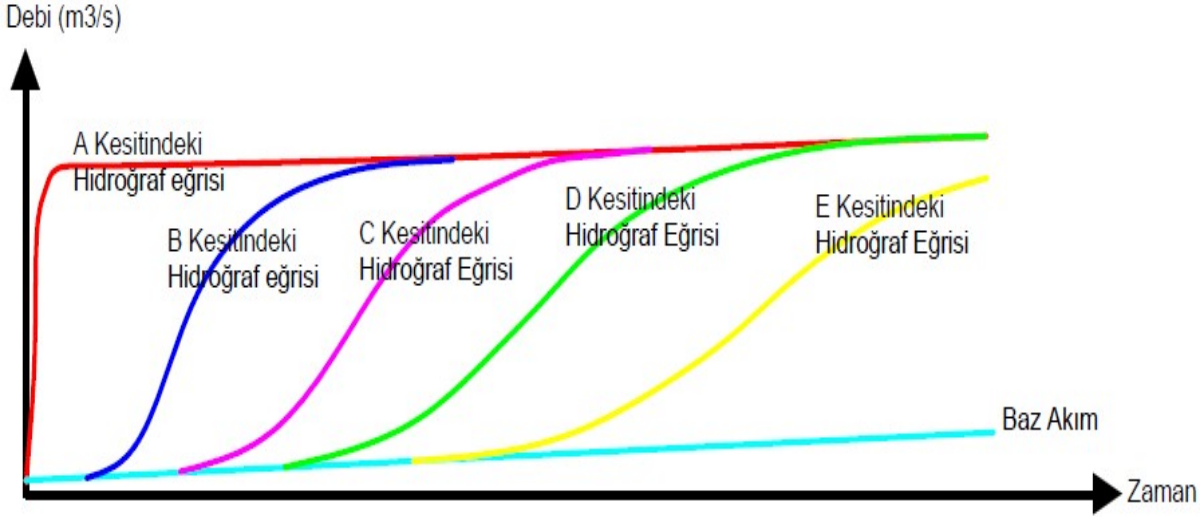 Debi (m3/s)
A Kesitindeki
Hidroğraf eğrisi
B Kesitindeki
Hidroğraf eğrisi
C Kesitindeki
Hidroğraf Eğrisi
D Kesitindeki
Hidroğraf Eğrisi
E Kesitindeki
Hidroğraf Eğrisi
Baz Akım
Zaman